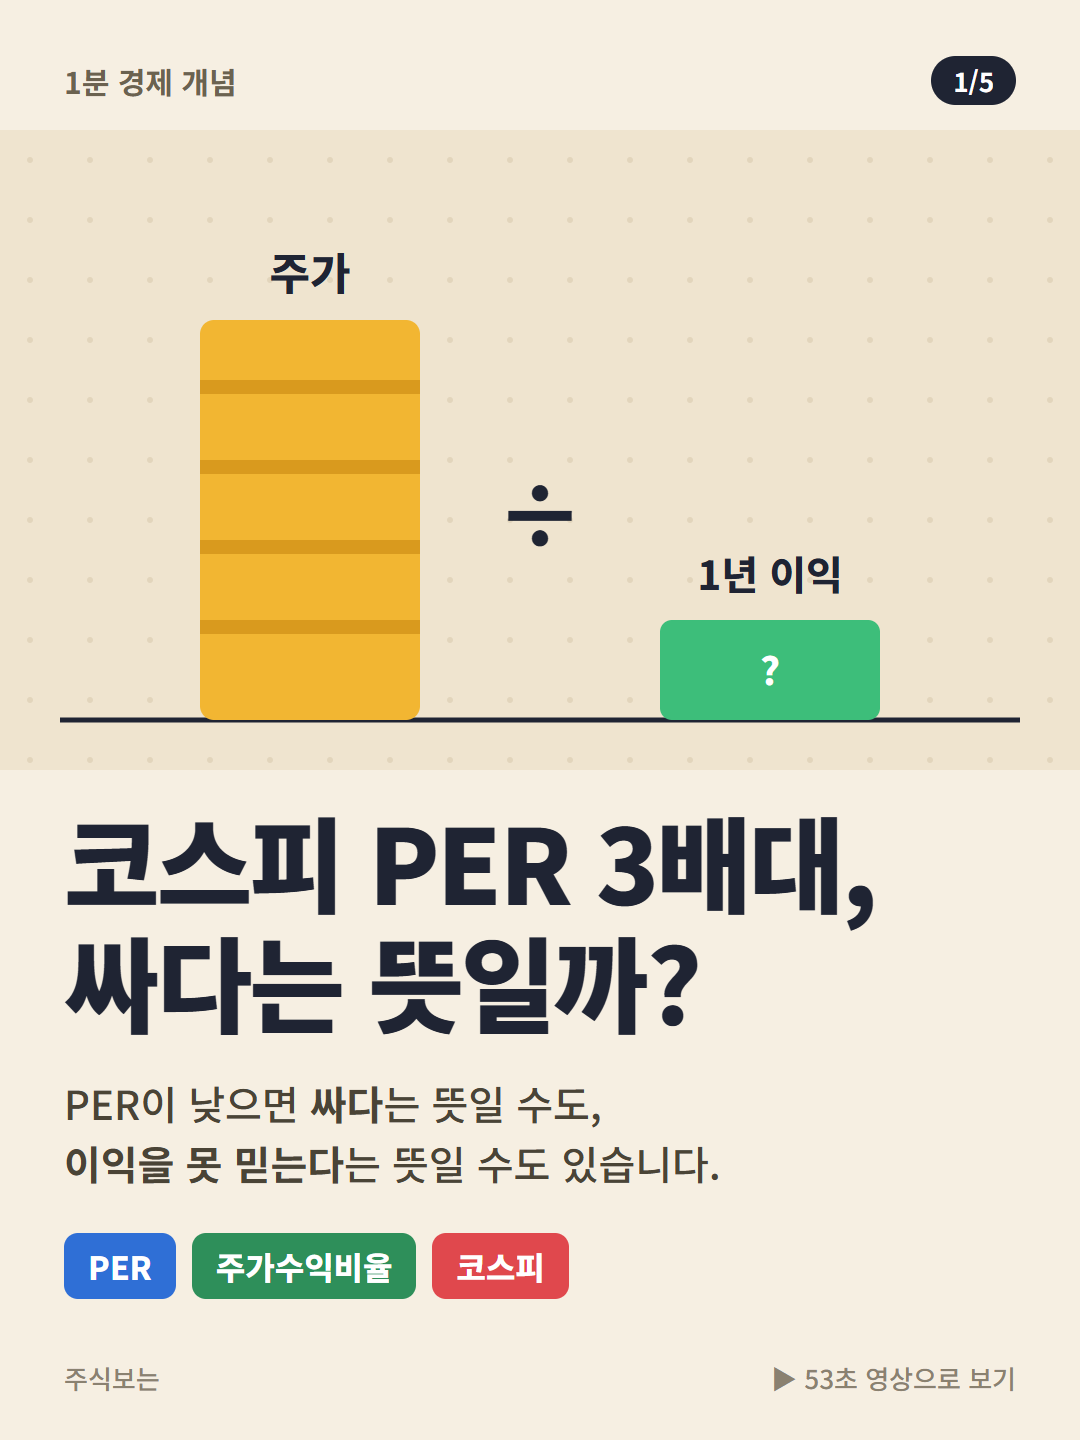 1분 경제 개념
1/5
주가
÷
1년 이익
?
코스피 PER 3배대,
싸다는 뜻일까?
PER이 낮으면 싸다는 뜻일 수도,
이익을 못 믿는다는 뜻일 수도 있습니다.
PER
주가수익비율
코스피
주식보는
▶ 53초 영상으로 보기